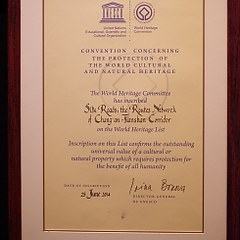 United Nations
Educational, Scientific and
Cultural Organization
World Heritage
Convention
CONVENTION CONCERNING
THE PROTECTION OF
THE WORLD CULTURAL
AND NATURAL HERITAGE
The World Heritage Committee
has inscribed
Silk Roads: the Routes Network
of Chang'an-Tianshan Corridor
on the World Heritage List
Inscription on this List confirms the outstanding
universal value of a cultural or
natural property which requires protection for
the benefit of all humanity
DATE OF INSCRIPTION
25 June 2014
Irina Bokova
DIRECTOR-GENERAL
OF UNESCO